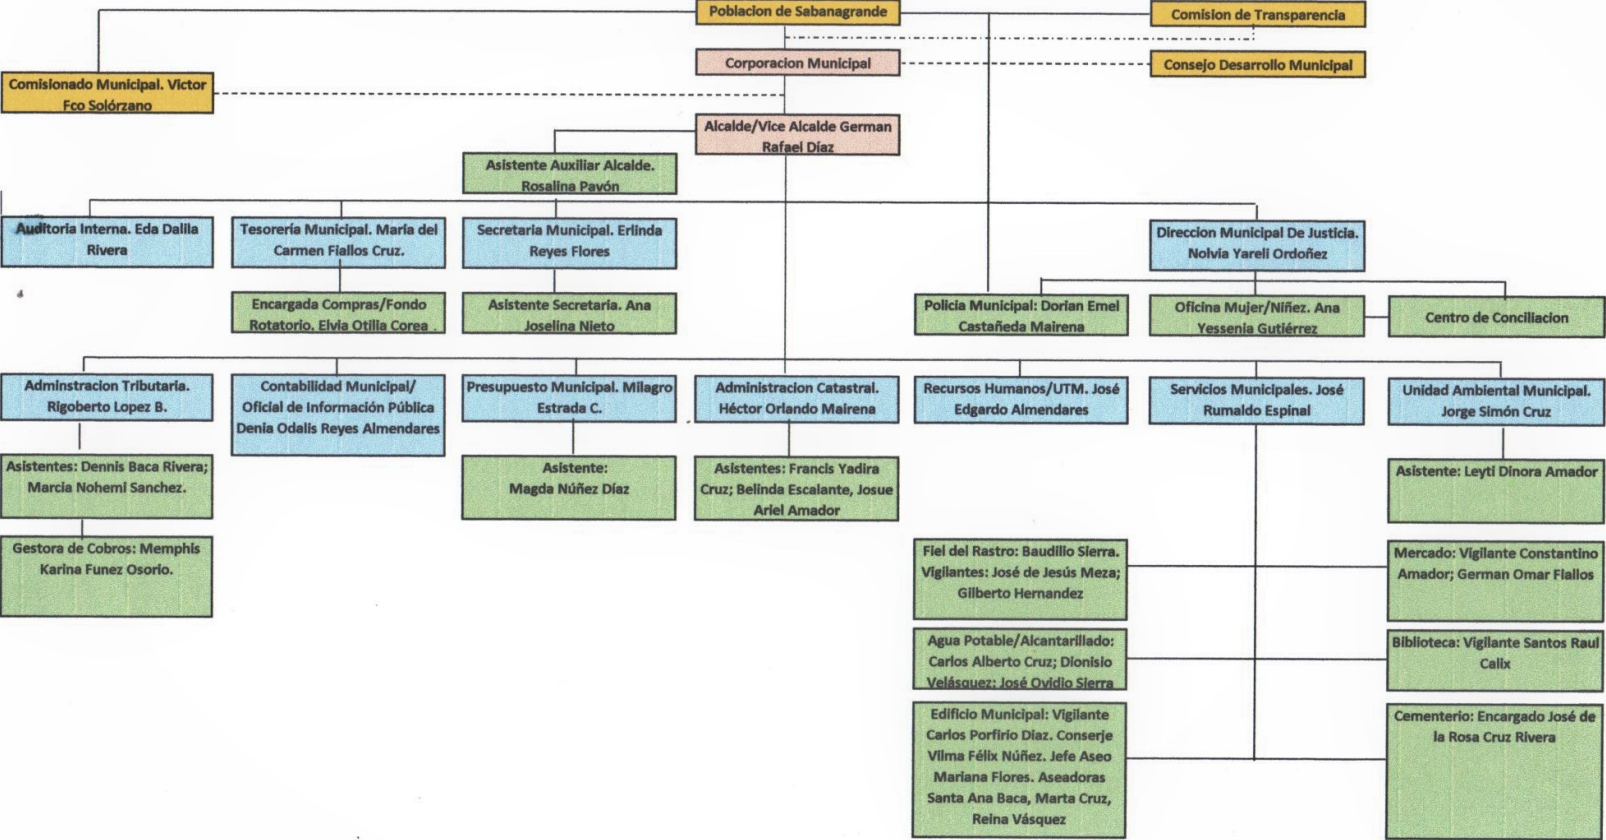 Poblacion de Sabanagrande
Comision de Transparencia
Corporacion Municipal
Consejo Desarrollo Municipal
Comisionado Municipal. Victor
Fco Solórzano
Alcalde/Vice Alcalde German
Rafael Díaz
Asistente Auxiliar Alcalde.
Rosalina Pavón
Auditoria Interna. Eda Dalila
Rivera
Tesorería Municipal. María del
Carmen Fiallos Cruz.
Secretaria Municipal. Erlinda
Reyes Flores
Direccion Municipal De Justicia.
Nolvia Yareli Ordoñez
Encargada Compras/Fondo
Rotatorio. Elvia Otilia Corea .
Asistente Secretaría. Ana
Joselina Nieto
Policía Municipal: Dorian Emel
Castañeda Mairena
Oficina Mujer/Niñez. Ana
Yessenia Gutiérrez
Centro de Conciliacion
Adminstracion Tributaria.
Rigoberto Lopez B.
Contabilidad Municipal/
Oficial de Información Pública
Denia Odalis Reyes Almendares
Presupuesto Municipal. Milagro
Estrada C.
Administracion Catastral.
Héctor Orlando Mairena
Recursos Humanos/UTM. José
Edgardo Almendares
Servicios Municipales. José
Rumaldo Espinal
Unidad Ambiental Municipal.
Jorge Simón Cruz
Asistentes: Dennis Baca Rivera;
Marcia Nohemi Sanchez.
Asistente:
Magda Núñez Díaz
Asistentes: Francis Yadira
Cruz; Belinda Escalante, Josue
Ariel Amador
Asistente: Leyti Dinora Amador
Gestora de Cobros: Memphis
Karina Funez Osorio.
Fiel del Rastro: Baudilio Sierra.
Vigilantes: José de Jesús Meza;
Gilberto Hernandez
Mercado: Vigilante Constantino
Amador; German Omar Fiallos
Agua Potable/Alcantarillado:
Carlos Alberto Cruz; Dionisio
Velásquez; José Ovidio Sierra
Biblioteca: Vigilante Santos Raul
Calix
Edificio Municipal: Vigilante
Carlos Porfirio Díaz. Conserje
Vilma Félix Núñez. Jefe Aseo
Mariana Flores. Aseadoras
Santa Ana Baca, Marta Cruz,
Reina Vásquez
Cementerio: Encargado José de
la Rosa Cruz Rivera